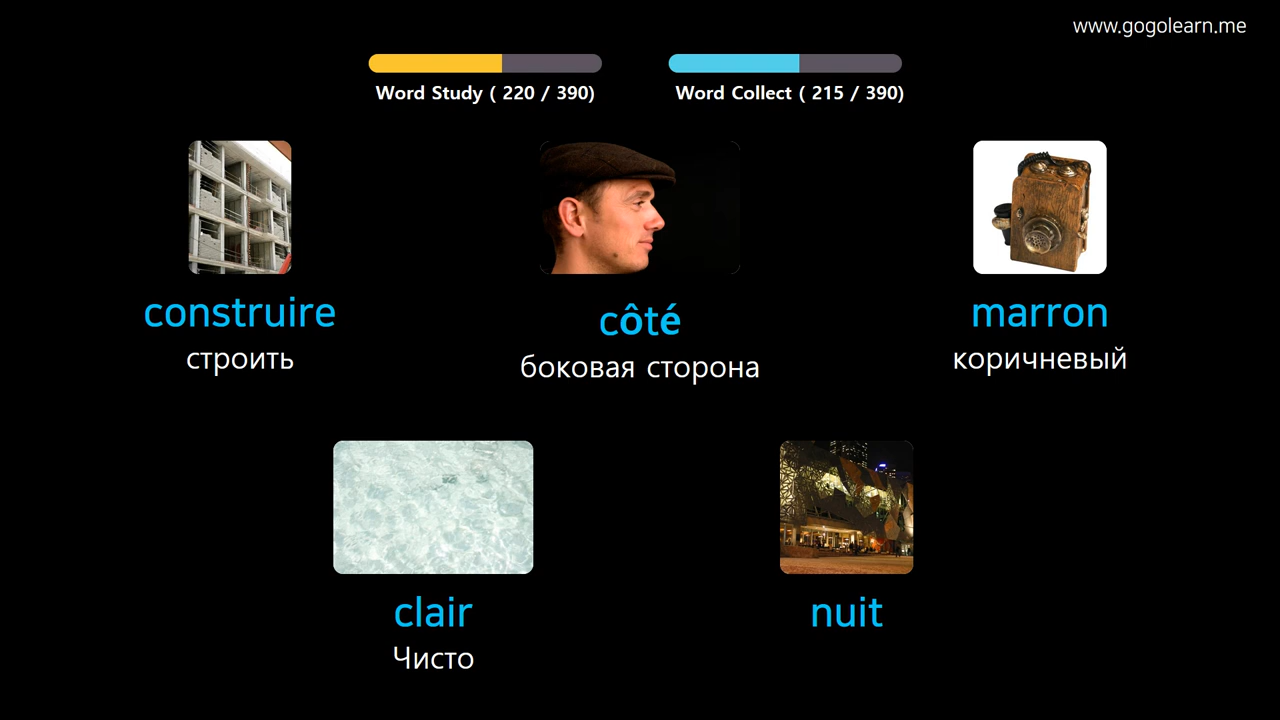 www.gogolearn.me
Word Study ( 220 / 390)
Word Collect ( 215 / 390)
construire
строить
côté
боковая сторона
marron
коричневый
clair
Чисто
nuit